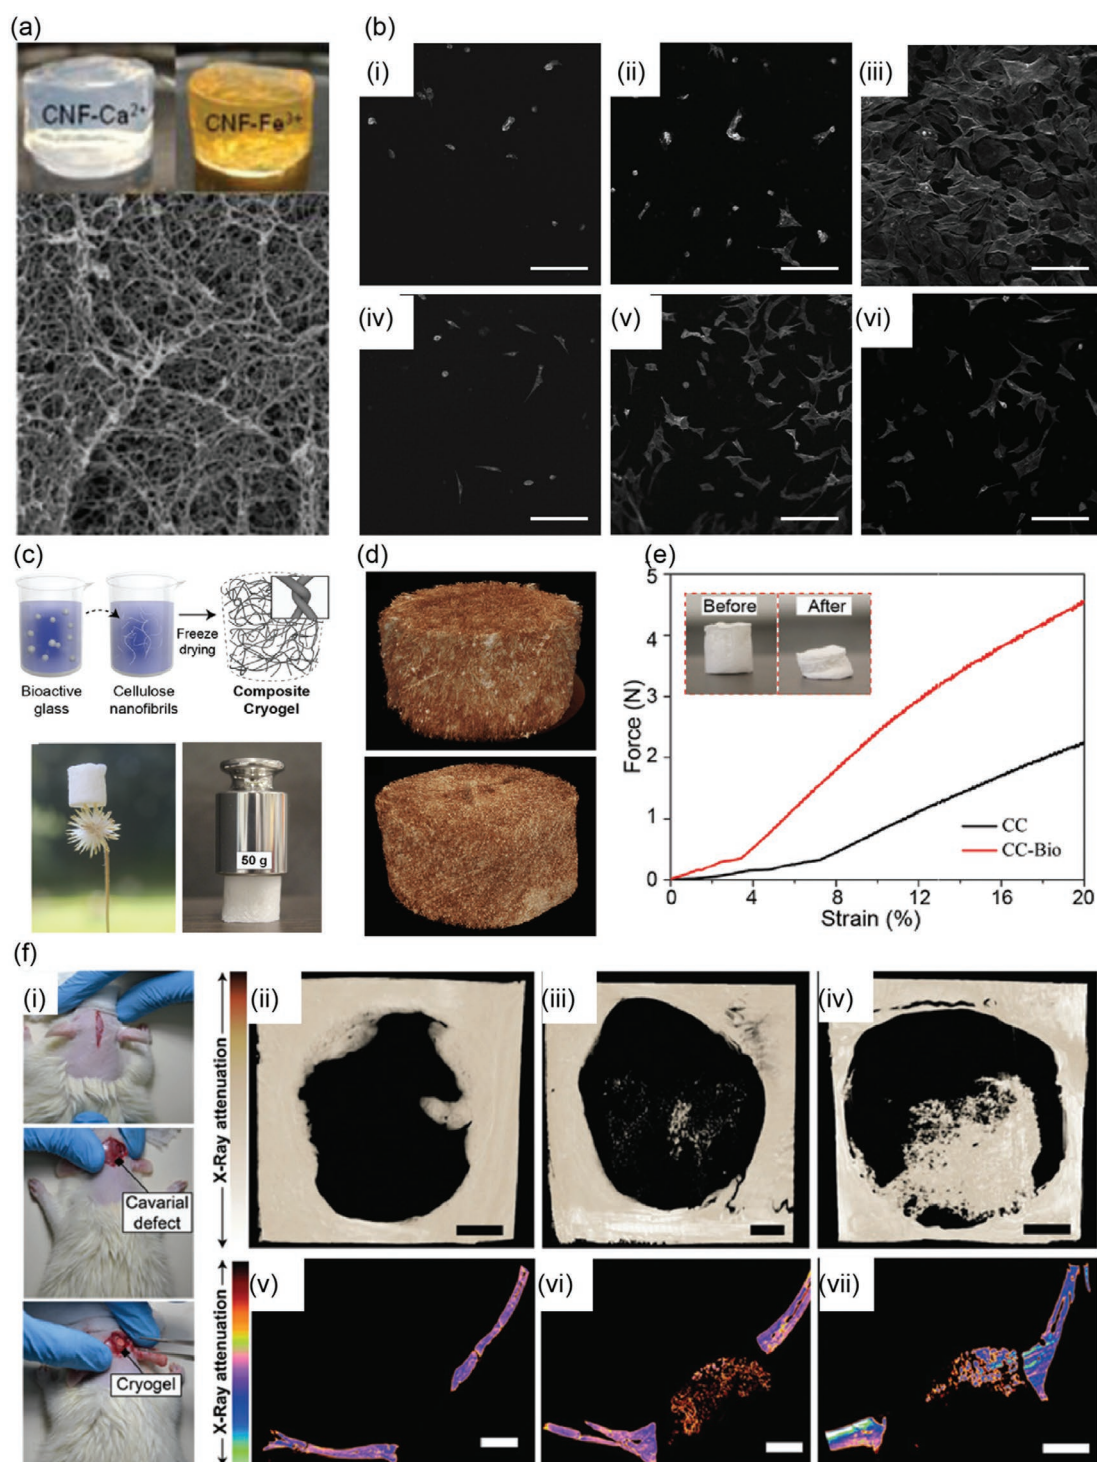 (a)
CNF-Ca²⁺
CNF-Fe³⁺
(b)
(i)
(ii)
(iii)
(iv)
(v)
(vi)
(c)
Bioactive
glass
Cellulose
nanofibrils
Freeze
drying
Composite
Cryogel
50 g
(d)
(e)
Force (N)
5
4
3
2
1
0
Before
After
CC
CC-Bio
0
4
8
12
16
20
Strain (%)
(f)
(i)
Cavarial
defect
Cryogel
X-Ray attenuation
(ii)
(iii)
(iv)
X-Ray attenuation
(v)
(vi)
(vii)